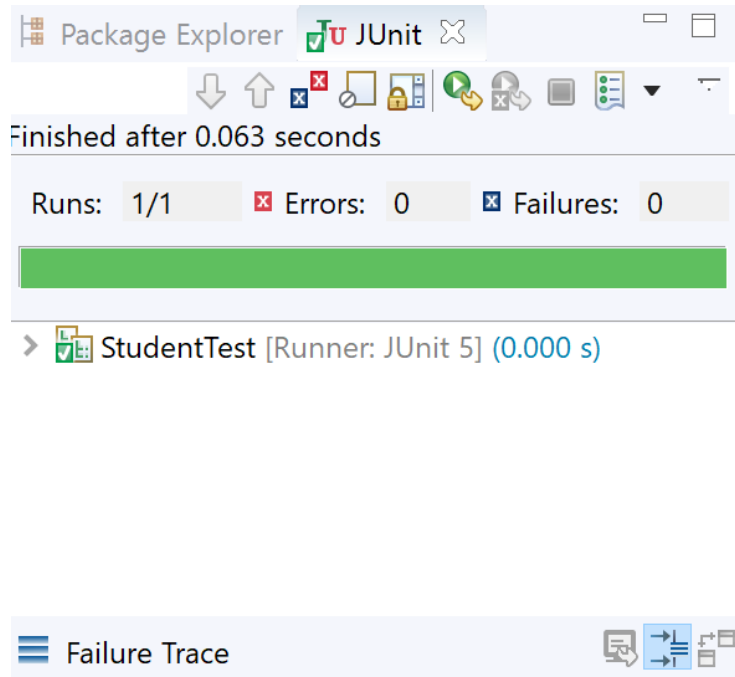 Package Explorer JUnit
Finished after 0.063 seconds
Runs: 1/1 Errors: 0 Failures: 0
StudentTest [Runner: JUnit 5] (0.000 s)
Failure Trace